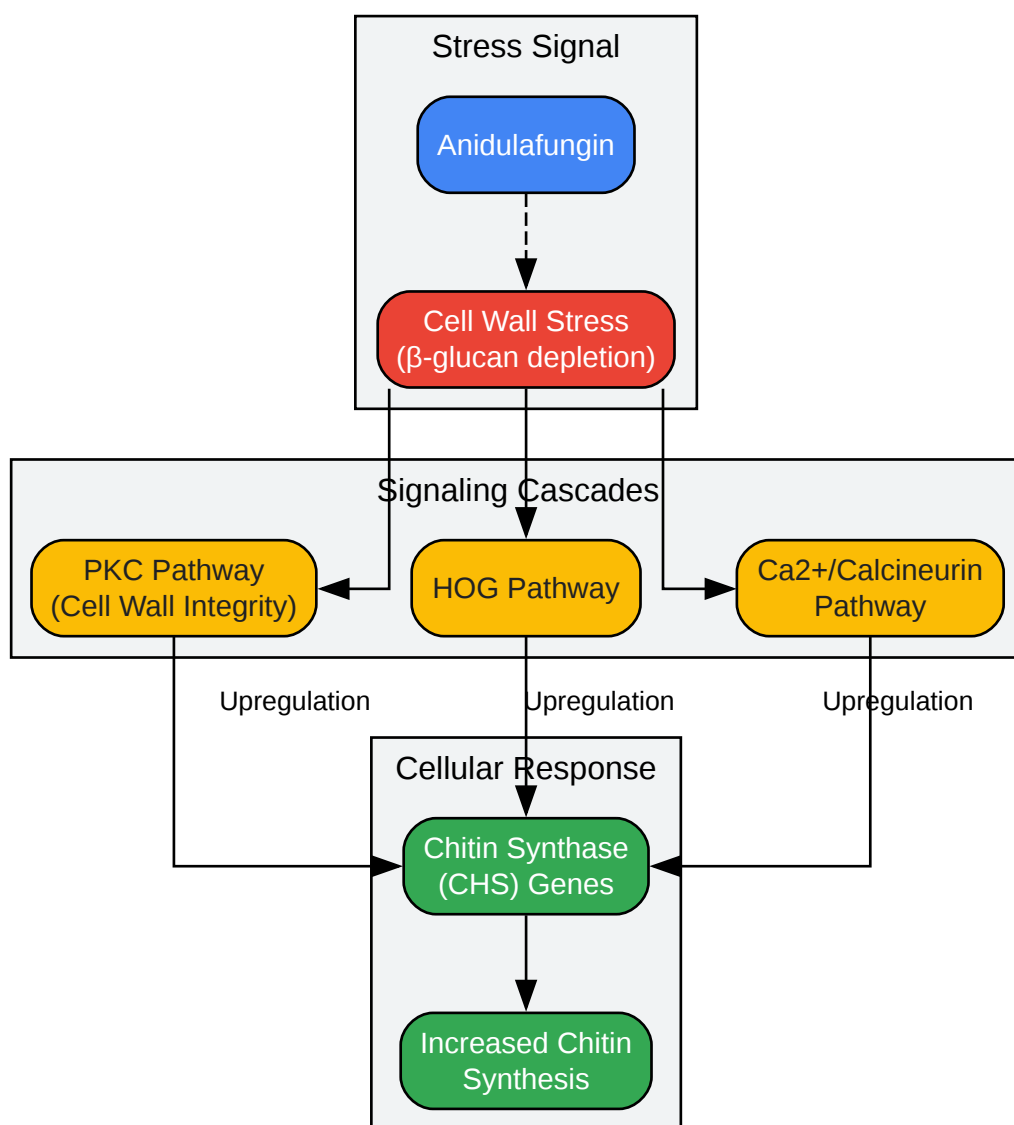 Stress Signal
Anidulafungin
Cell Wall Stress
(β-glucan depletion)
Signaling Cascades
PKC Pathway
(Cell Wall Integrity)
HOG Pathway
Ca2+/Calcineurin
Pathway
Upregulation
Upregulation
Upregulation
Cellular Response
Chitin Synthase
(CHS) Genes
Increased Chitin
Synthesis